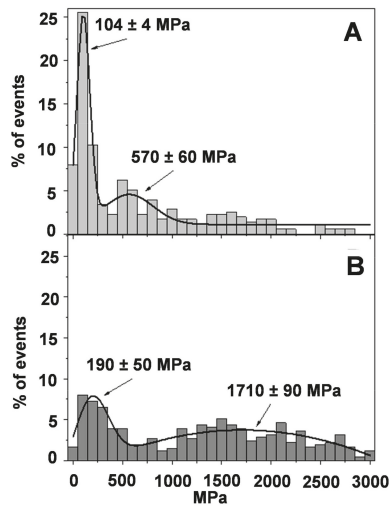 25
20
15
10
5
0
% of events
104 ± 4 MPa
570 ± 60 MPa
A
25
20
15
10
5
0
% of events
190 ± 50 MPa
1710 ± 90 MPa
B
0 500 1000 1500 2000 2500 3000
MPa